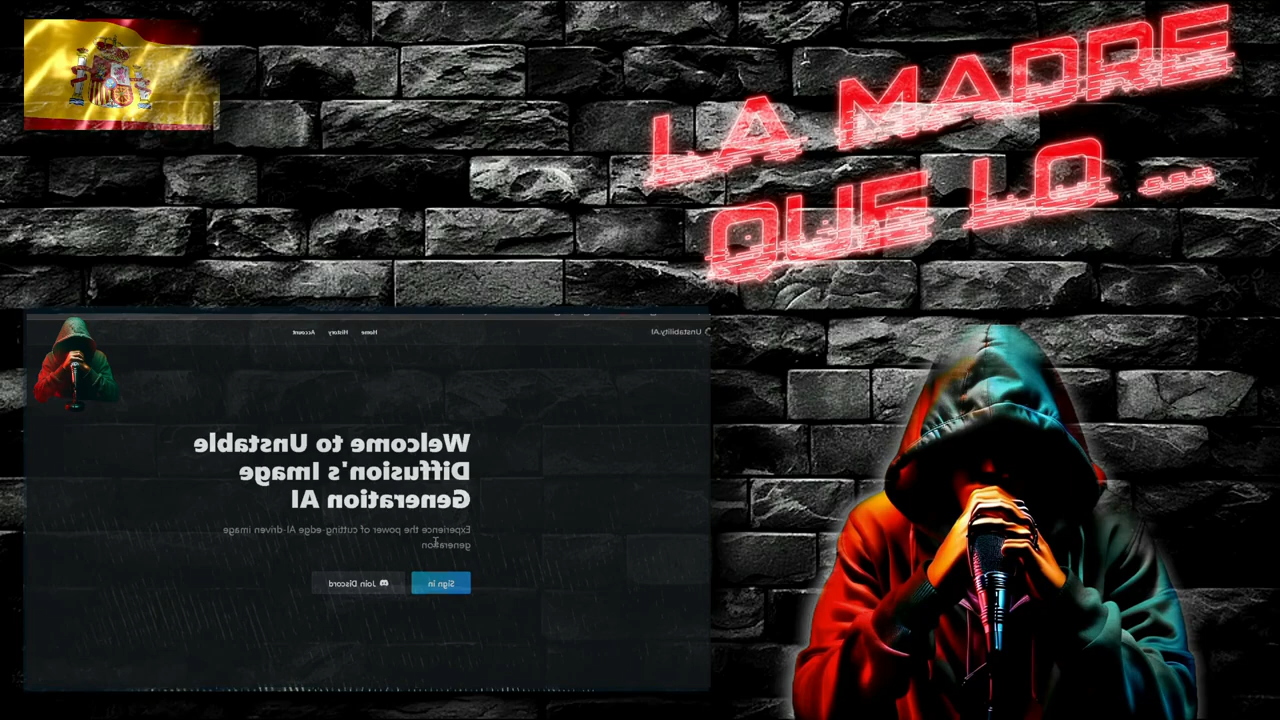 LA MADRE
QUE LO ...
Unstability.AI
Home History Account
Welcome to Unstable
Diffusion's Image
Generation AI
Experience the power of cutting-edge AI-driven image
generation
Sign in Join Discord